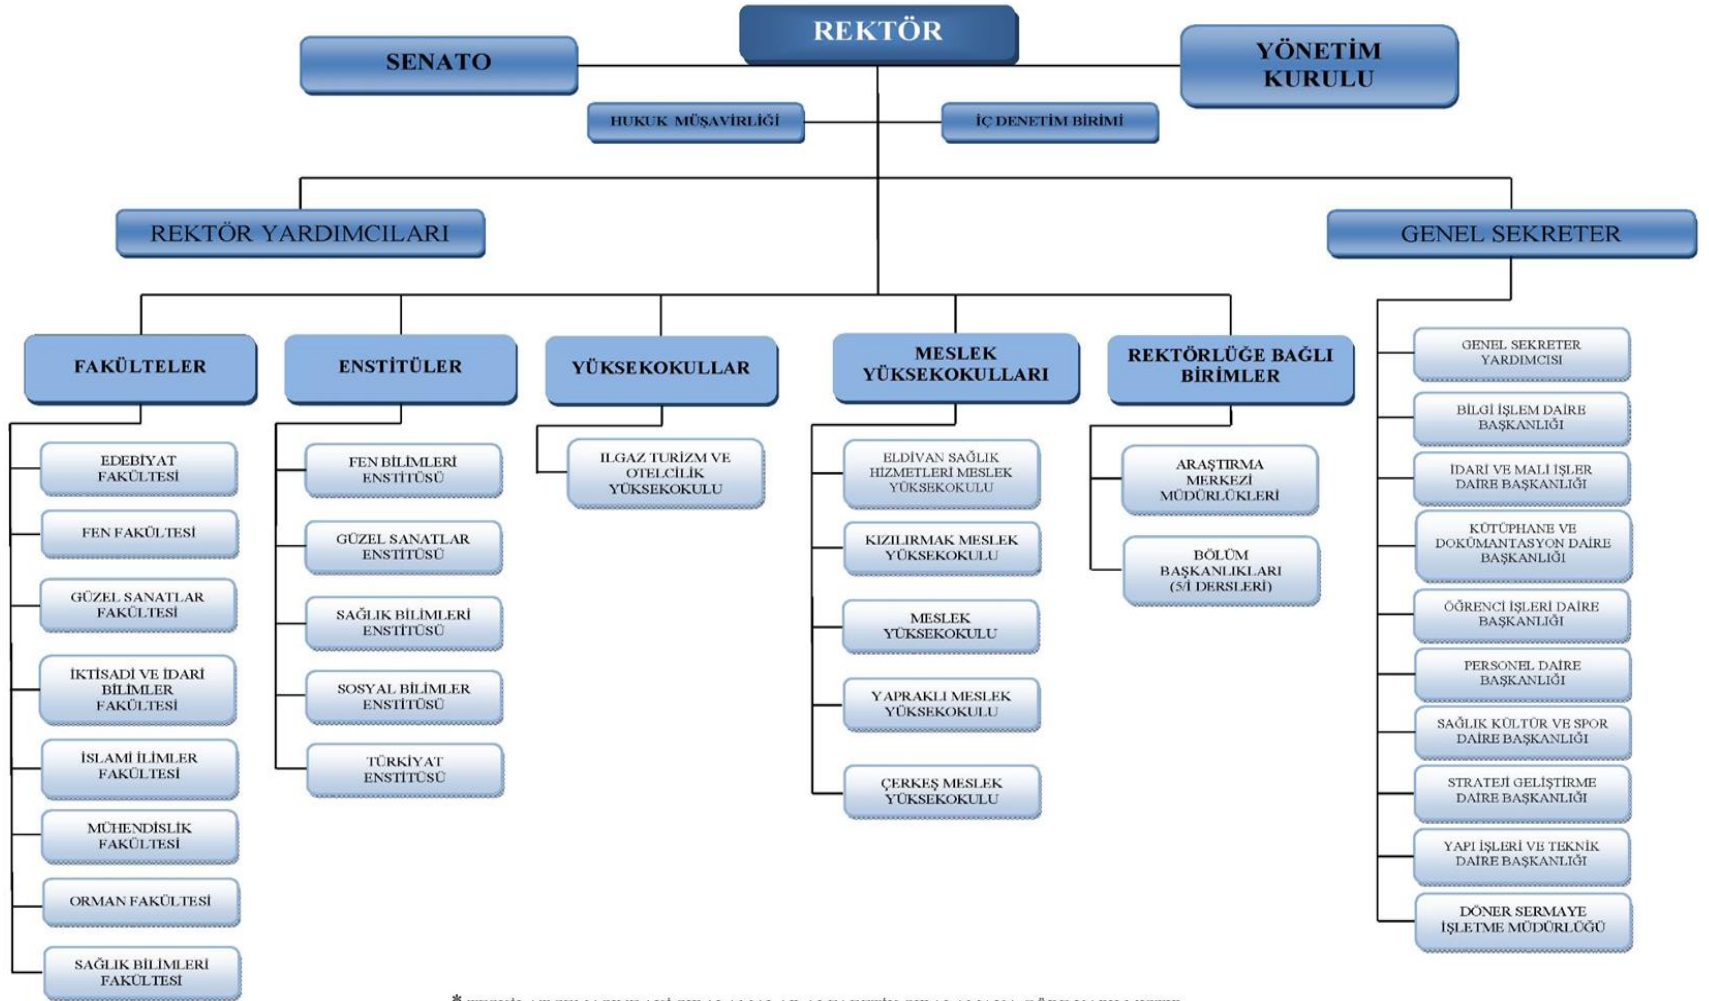 REKTÖR
SENATO
YÖNETİM
KURULU
HUKUK MÜŞAVİRLİĞİ
İÇ DENETİM BİRİMİ
REKTÖR YARDIMCILARI
GENEL SEKRETER
FAKÜLTELER
EDEBİYAT
FAKÜLTESİ
FEN FAKÜLTESİ
GÜZEL SANATLAR
FAKÜLTESİ
İKTİSADİ VE İDARİ
BİLİMLER
FAKÜLTESİ
İSLAMİ İLİMLER
FAKÜLTESİ
MÜHENDİSLİK
FAKÜLTESİ
ORMAN FAKÜLTESİ
SAĞLIK BİLİMLERİ
FAKÜLTESİ
ENSTİTÜLER
FEN BİLİMLERİ
ENSTİTÜSÜ
GÜZEL SANATLAR
ENSTİTÜSÜ
SAĞLIK BİLİMLERİ
ENSTİTÜSÜ
SOSYAL BİLİMLER
ENSTİTÜSÜ
TÜRKİYAT
ENSTİTÜSÜ
YÜKSEKOKULLAR
ILGAZ TURİZM VE
OTELCİLİK
YÜKSEKOKULU
MESLEK
YÜKSEKOKULLARI
ELDİVAN SAĞLIK
HİZMETLERİ MESLEK
YÜKSEKOKULU
KIZILIRMAK MESLEK
YÜKSEKOKULU
MESLEK
YÜKSEKOKULU
YAPRAKLI MESLEK
YÜKSEKOKULU
ÇERKEŞ MESLEK
YÜKSEKOKULU
REKTÖRLÜĞE BAĞLI
BİRİMLER
ARAŞTIRMA
MERKEZİ
MÜDÜRLÜKLERİ
BÖLÜM
BAŞKANLIKLARI
(5/İ DERSLERİ)
GENEL SEKRETER
YARDIMCISI
BİLGİ İŞLEM DAİRE
BAŞKANLIĞI
İDARİ VE MALİ İŞLER
DAİRE BAŞKANLIĞI
KÜTÜPHANE VE
DOKÜMANTASYON DAİRE
BAŞKANLIĞI
ÖĞRENCİ İŞLERİ DAİRE
BAŞKANLIĞI
PERSONEL DAİRE
BAŞKANLIĞI
SAĞLIK KÜLTÜR VE SPOR
DAİRE BAŞKANLIĞI
STRATEJİ GELİŞTİRME
DAİRE BAŞKANLIĞI
YAPI İŞLERİ VE TEKNİK
DAİRE BAŞKANLIĞI
DÖNER SERMAYE
İŞLETME MÜDÜRLÜĞÜ